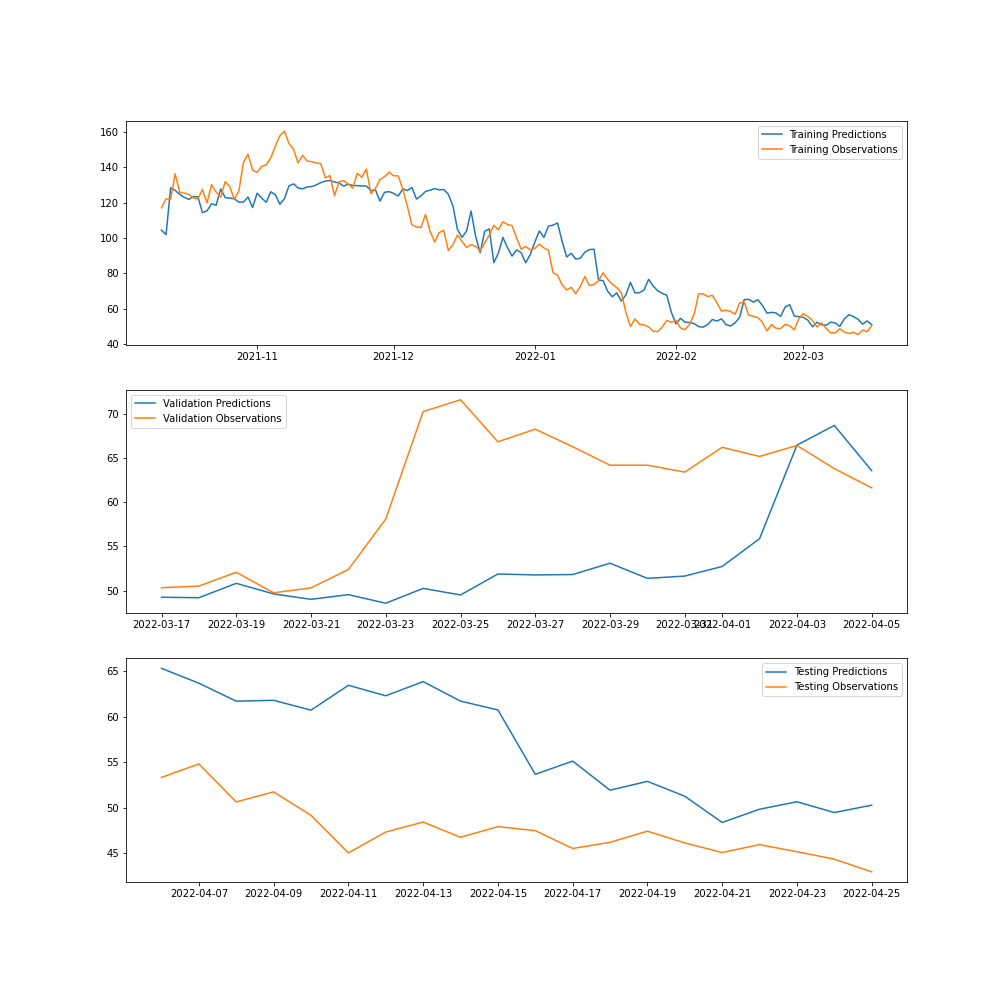 160
140
120
100
80
60
40
Training Predictions
Training Observations
2021-11 2021-12 2022-01 2022-02 2022-03
70
65
60
55
50
Validation Predictions
Validation Observations
2022-03-17 2022-03-19 2022-03-21 2022-03-23 2022-03-25 2022-03-27 2022-03-29 2022-03-31 2022-04-01 2022-04-03 2022-04-05
65
60
55
50
45
Testing Predictions
Testing Observations
2022-04-07 2022-04-09 2022-04-11 2022-04-13 2022-04-15 2022-04-17 2022-04-19 2022-04-21 2022-04-23 2022-04-25